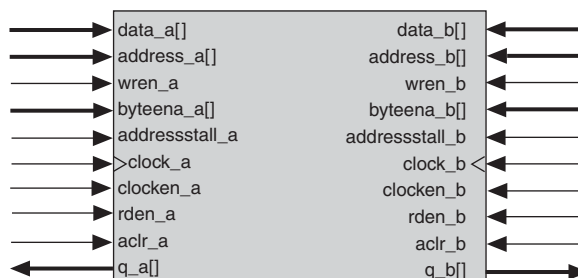 data_a[] data_b[]
address_a[] address_b[]
wren_a wren_b
byteena_a[] byteena_b[]
addressstall_a addressstall_b
clock_a clock_b
clocken_a clocken_b
rden_a rden_b
aclr_a aclr_b
q_a[] q_b[]